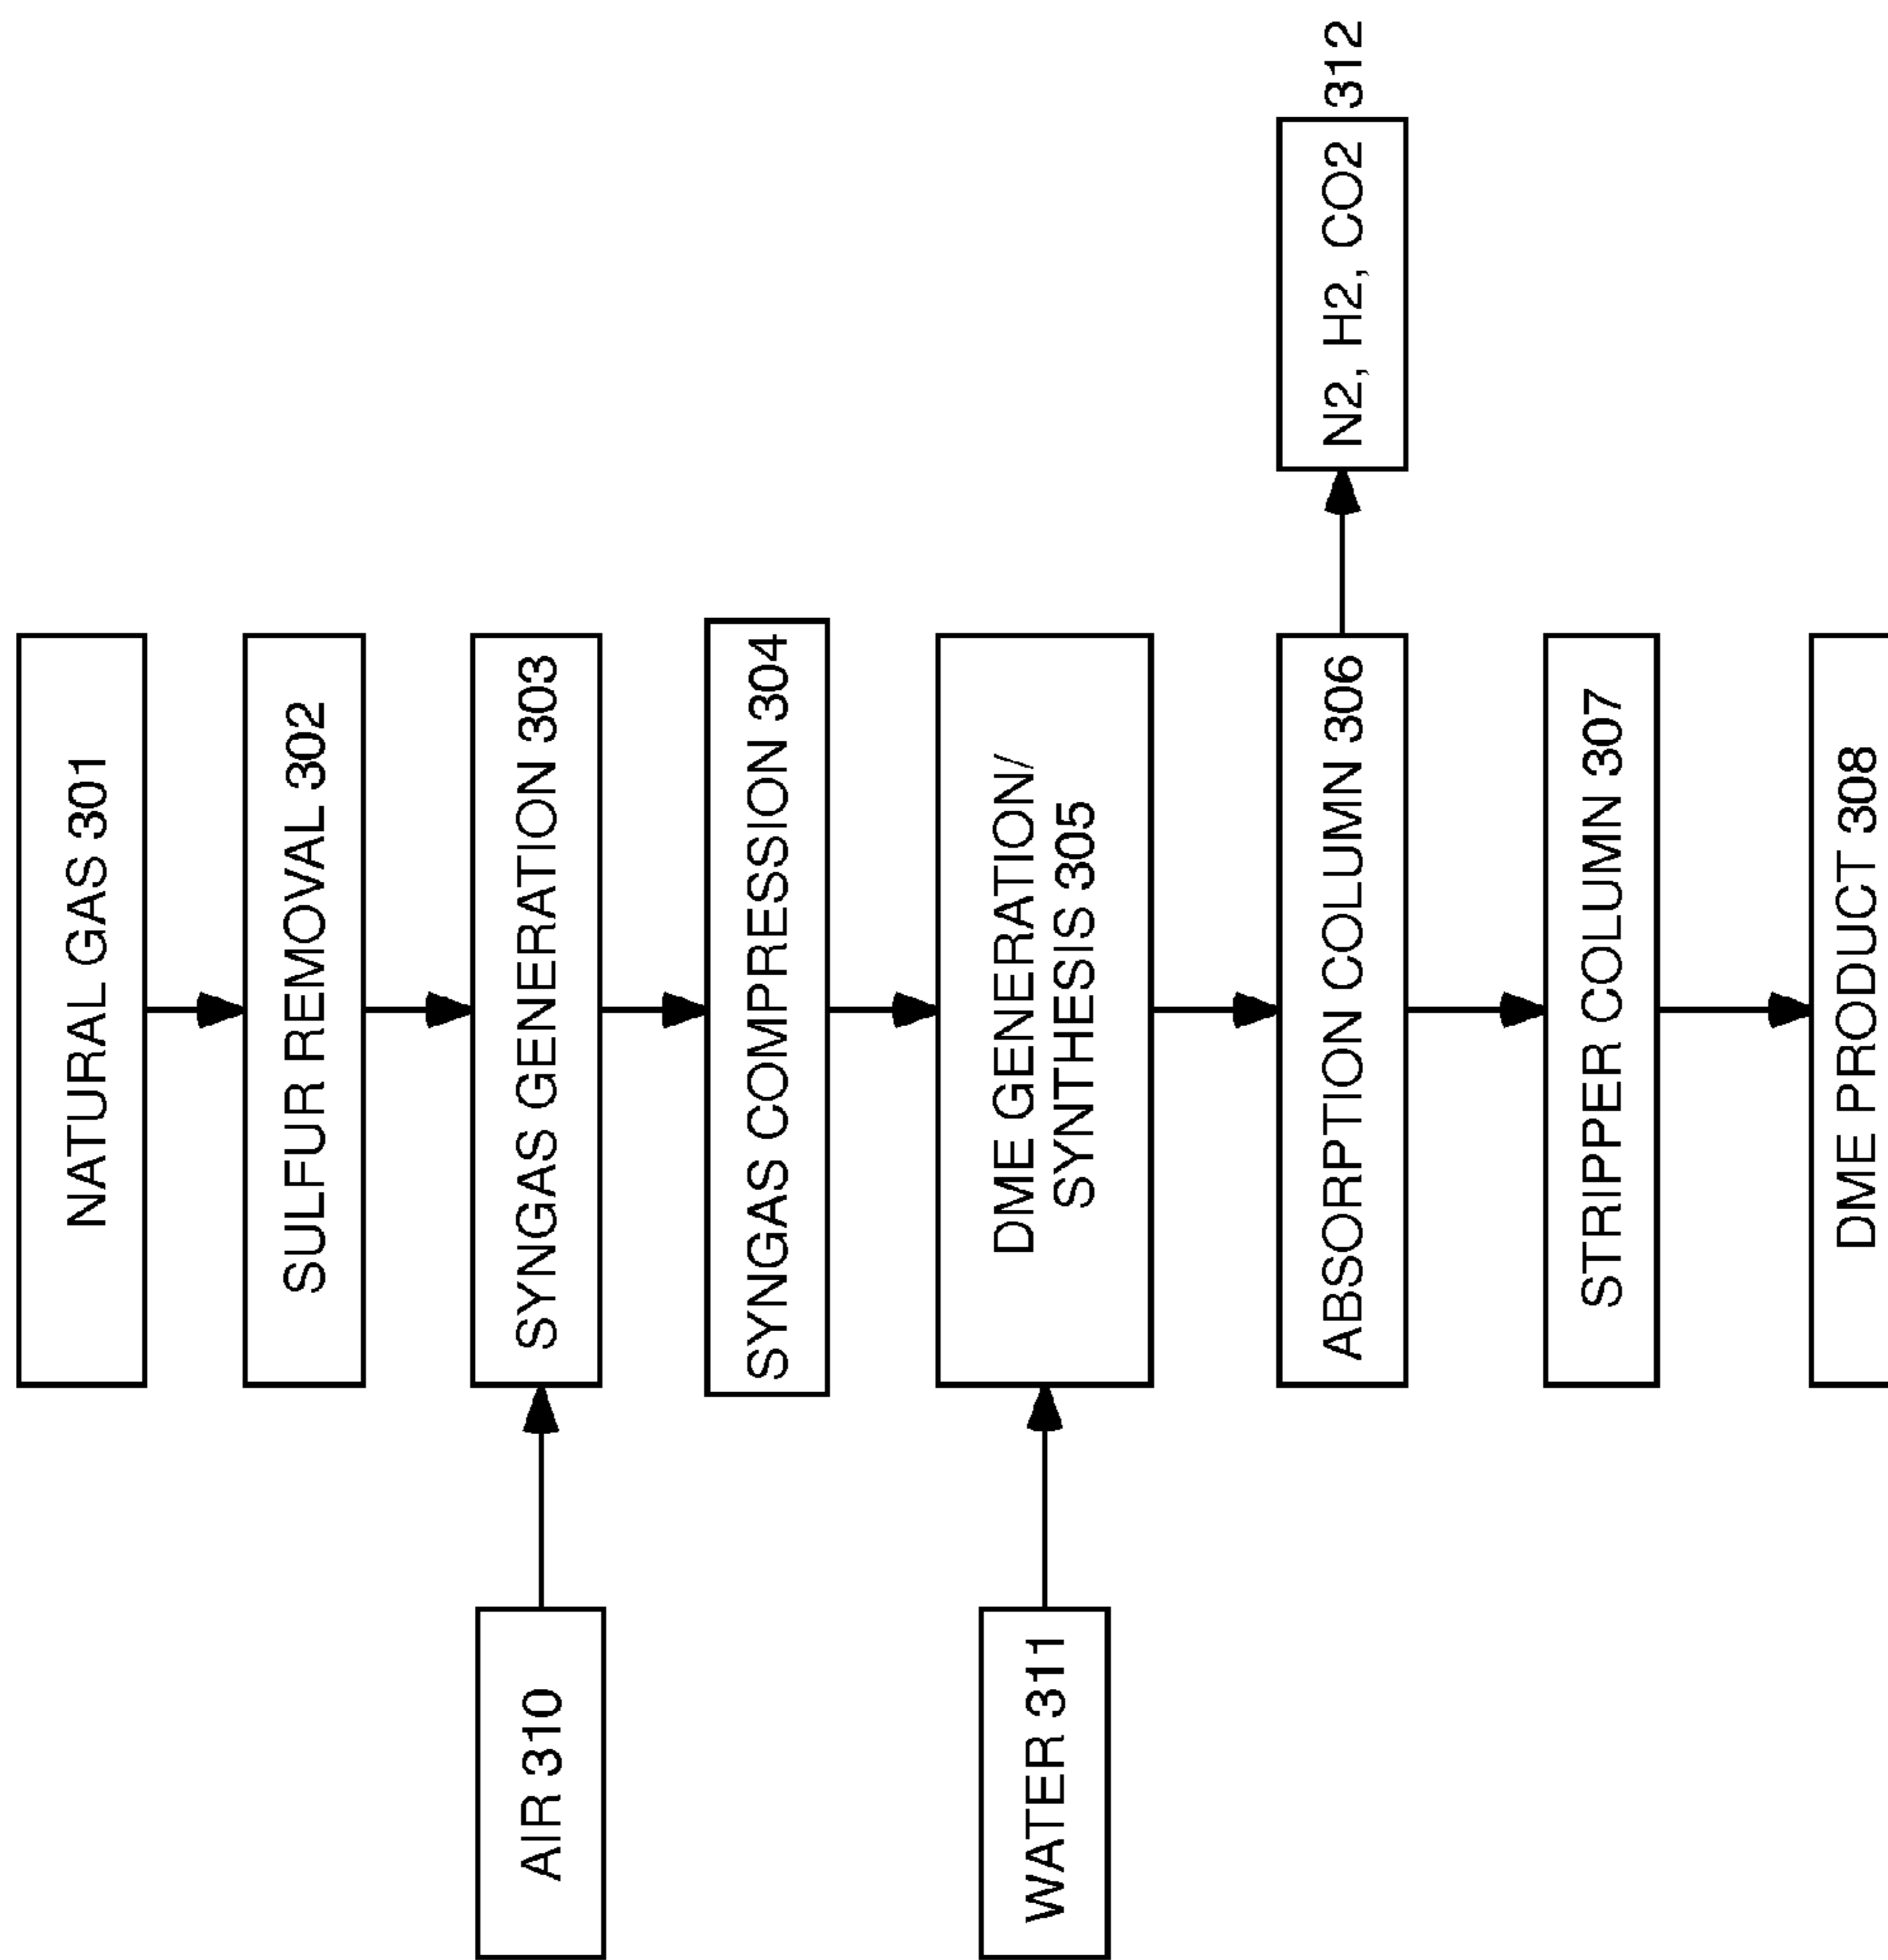 NATURAL GAS 301
SULFUR REMOVAL 302
AIR 310
SYNGAS GENERATION 303
SYNGAS COMPRESSION 304
WATER 311
DME GENERATION/
SYNTHESIS 305
ABSORPTION COLUMN 306
N2, H2, CO2 312
STRIPPER COLUMN 307
DME PRODUCT 308